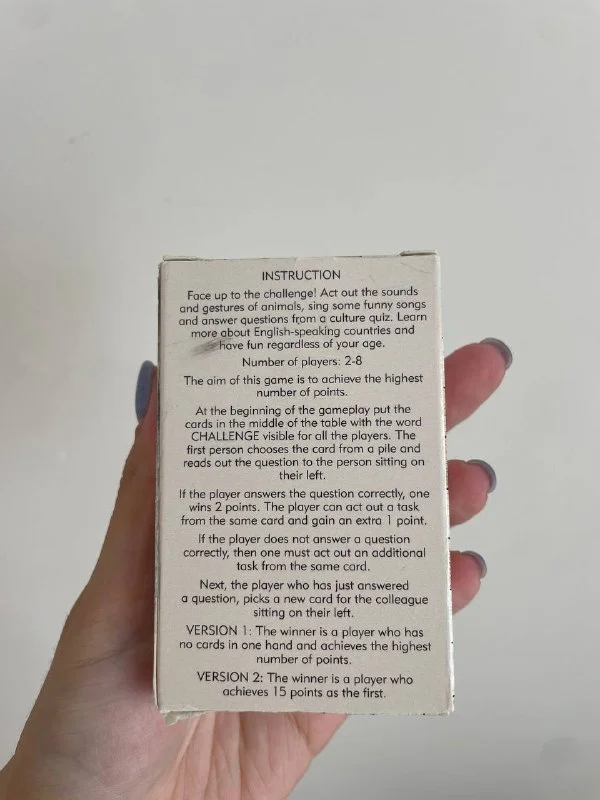 INSTRUCTION
Face up to the challenge! Act out the sounds
and gestures of animals, sing some funny songs
and answer questions from a culture quiz. Learn
more about English-speaking countries and
have fun regardless of your age.
Number of players: 2-8
The aim of this game is to achieve the highest
number of points.
At the beginning of the gameplay put the
cards in the middle of the table with the word
CHALLENGE visible for all the players. The
first person chooses the card from a pile and
reads out the question to the person sitting on
their left.
If the player answers the question correctly, one
wins 2 points. The player can act out a task
from the same card and gain an extra 1 point.
If the player does not answer a question
correctly, then one must act out an additional
task from the same card.
Next, the player who has just answered
a question, picks a new card for the colleague
sitting on their left.
VERSION 1: The winner is a player who has
no cards in one hand and achieves the highest
number of points.
VERSION 2: The winner is a player who
achieves 15 points as the first.